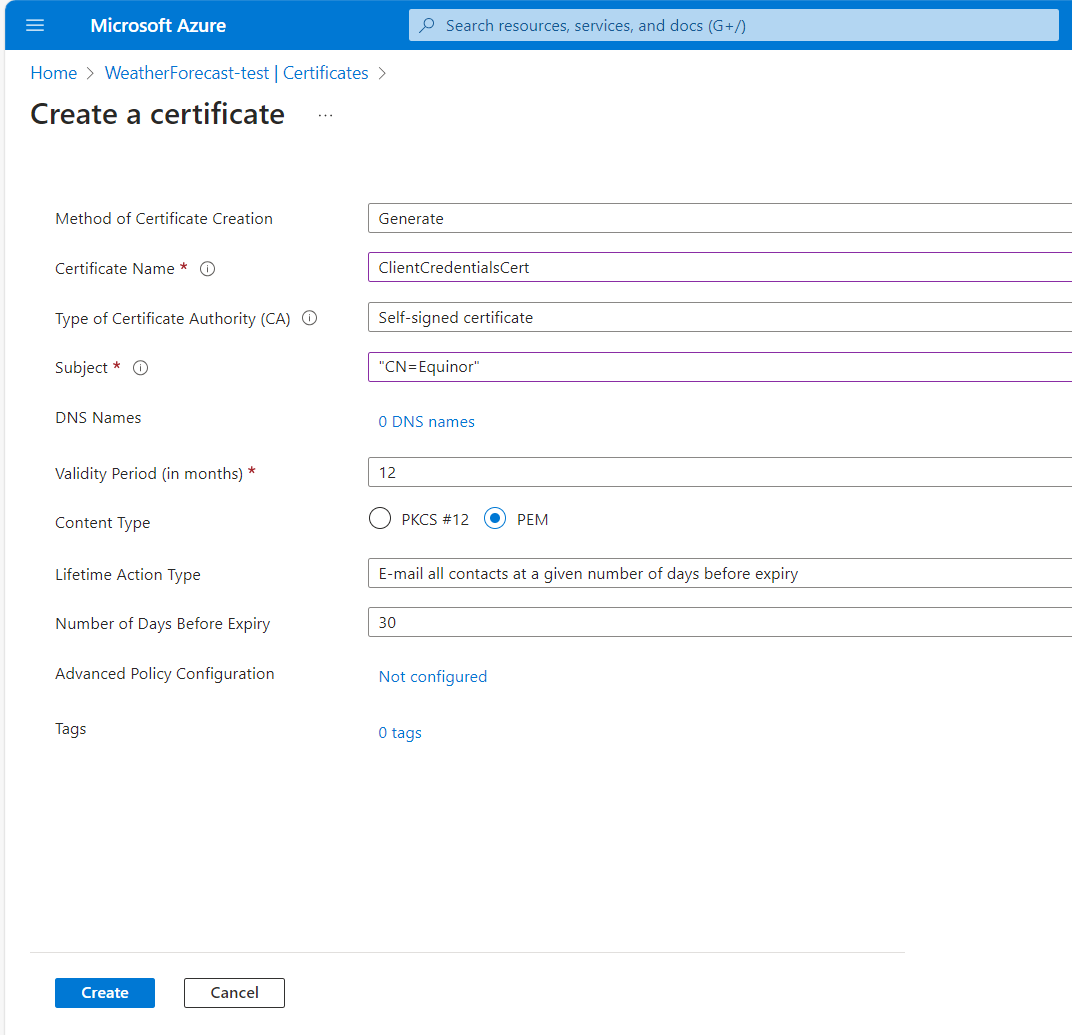 Microsoft Azure
Search resources, services, and docs (G+/)
Home > WeatherForecast-test | Certificates >
Create a certificate ...
Method of Certificate Creation Generate
Certificate Name * ClientCredentialsCert
Type of Certificate Authority (CA) Self-signed certificate
Subject * "CN=Equinor"
DNS Names 0 DNS names
Validity Period (in months) * 12
Content Type PKCS #12 PEM
Lifetime Action Type E-mail all contacts at a given number of days before expiry
Number of Days Before Expiry 30
Advanced Policy Configuration Not configured
Tags 0 tags
Create Cancel